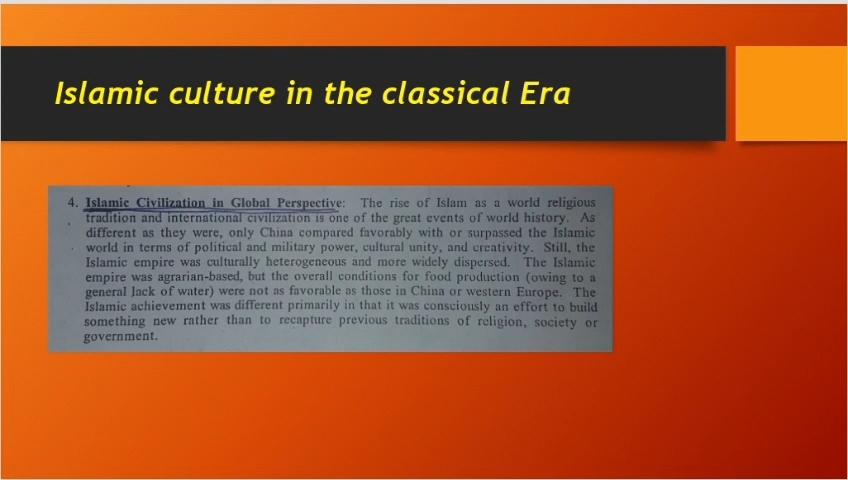 Islamic culture in the classical Era
4. Islamic Civilization in Global Perspective: The rise of Islam as a world religious
tradition and international civilization is one of the great events of world history. As
different as they were, only China compared favorably with or surpassed the Islamic
world in terms of political and military power, cultural unity, and creativity. Still, the
Islamic empire was culturally heterogeneous and more widely dispersed. The Islamic
empire was agrarian-based, but the overall conditions for food production (owing to a
general lack of water) were not as favorable as those in China or western Europe. The
Islamic achievement was different primarily in that it was consciously an effort to build
something new rather than to recapture previous traditions of religion, society or
government.